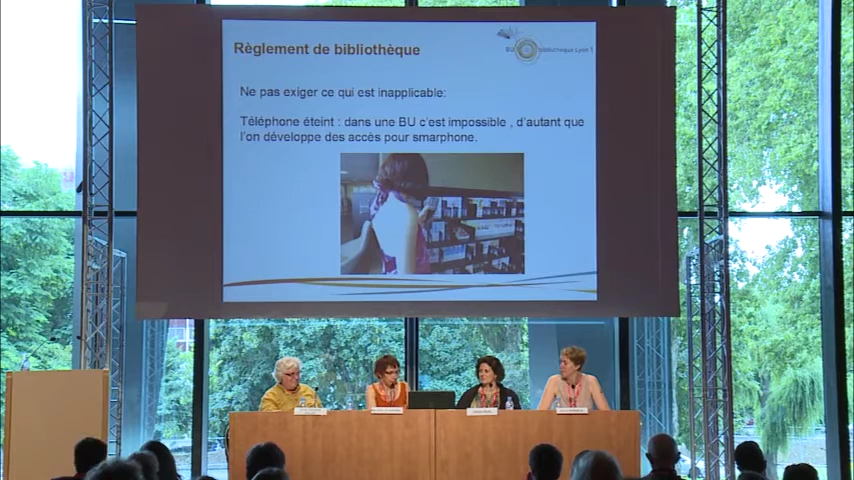 Règlement de bibliothèque
BU bibliothèque Lyon 1
Ne pas exiger ce qui est inapplicable:
Téléphone éteint : dans une BU c'est impossible , d'autant que
l'on développe des accès pour smarphone.